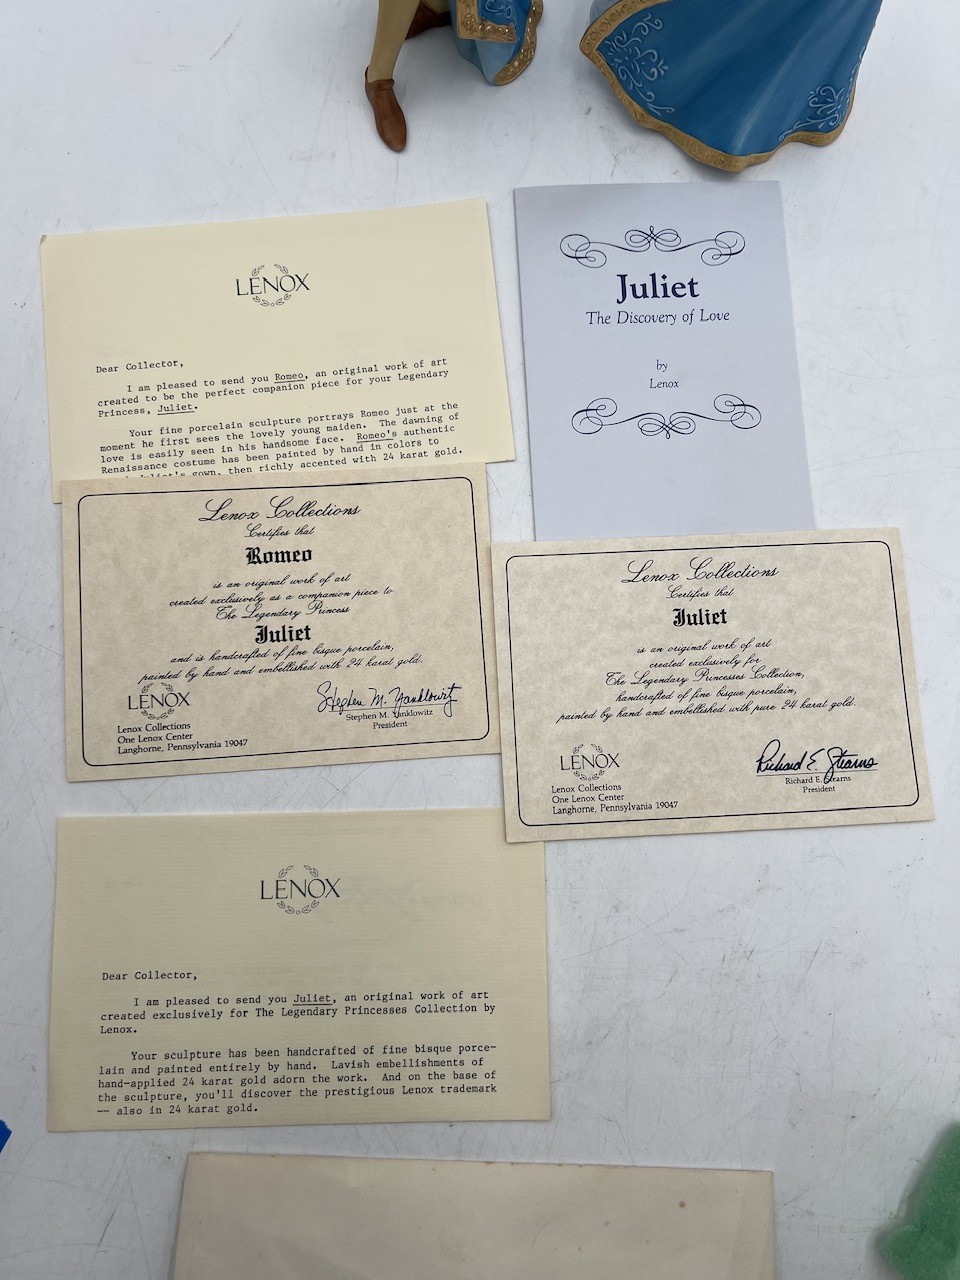 LENOX
Dear Collector,
I am pleased to send you Romeo, an original work of art
created to be the perfect companion piece for your Legendary
Princess, Juliet.
Your fine porcelain sculpture portrays Romeo just at the
moment he first sees the lovely young maiden. The dawning of
love is easily seen in his handsome face. Romeo's authentic
Renaissance costume has been painted by hand in colors to
Juliet's gown, then richly accented with 24 karat gold.
Juliet
The Discovery of Love
by
Lenox
Lenox Collections
Certifies that
Romeo
is an original work of art
created exclusively as a companion piece to
The Legendary Princess
Juliet
and is handcrafted of fine bisque porcelain,
painted by hand and embellished with 24 karat gold.
LENOX
Lenox Collections
One Lenox Center
Langhorne, Pennsylvania 19047
Stephen M. Yanklowitz
Stephen M. Yanklowitz
President
Lenox Collections
Certifies that
Juliet
is an original work of art
created exclusively for
The Legendary Princesses Collection,
handcrafted of fine bisque porcelain,
painted by hand and embellished with pure 24 karat gold.
LENOX
Lenox Collections
One Lenox Center
Langhorne, Pennsylvania 19047
Richard E. Stearns
Richard E. Stearns
President
LENOX
Dear Collector,
I am pleased to send you Juliet, an original work of art
created exclusively for The Legendary Princesses Collection by
Lenox.
Your sculpture has been handcrafted of fine bisque porce-
lain and painted entirely by hand. Lavish embellishments of
hand-applied 24 karat gold adorn the work. And on the base of
the sculpture, you'll discover the prestigious Lenox trademark
-- also in 24 karat gold.